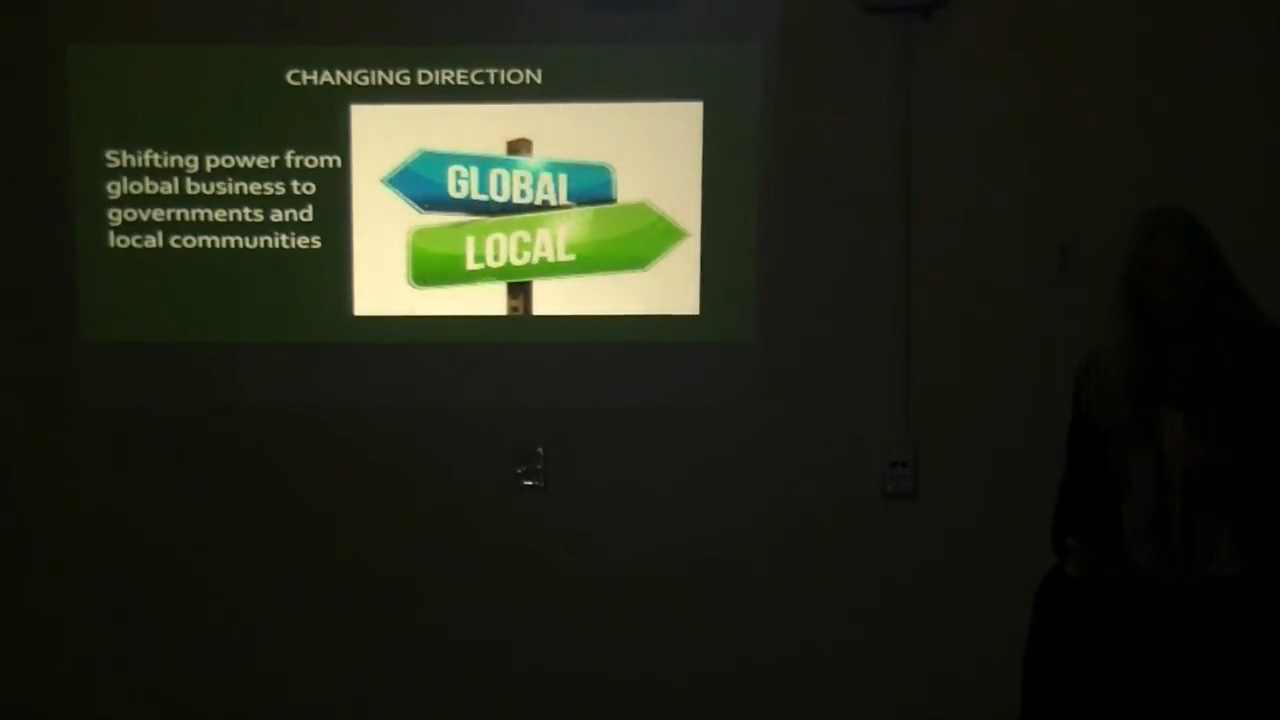 CHANGING DIRECTION
Shifting power from
global business to
governments and
local communities
GLOBAL
LOCAL